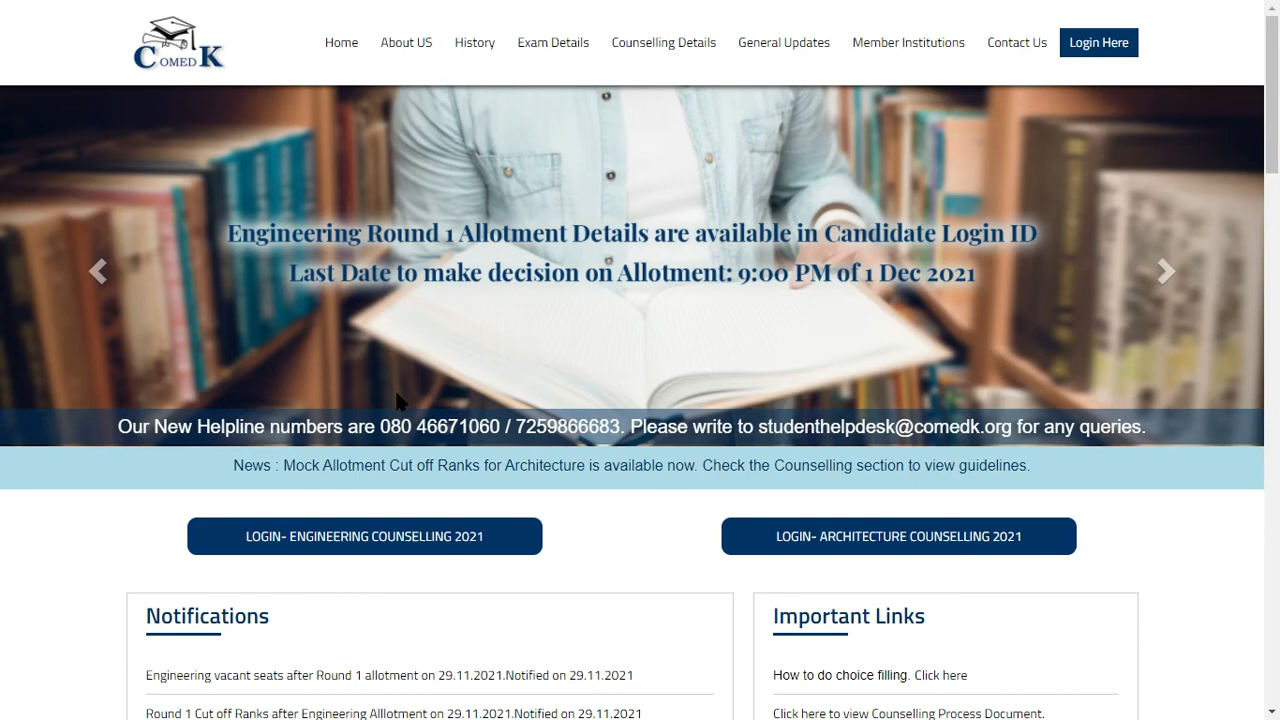 COMEDK
Home About US History Exam Details Counselling Details General Updates Member Institutions Contact Us Login Here
Engineering Round 1 Allotment Details are available in Candidate Login ID
Last Date to make decision on Allotment: 9:00 PM of 1 Dec 2021
Our New Helpline numbers are 080 46671060 / 7259866683. Please write to studenthelpdesk@comedk.org for any queries.
News : Mock Allotment Cut off Ranks for Architecture is available now. Check the Counselling section to view guidelines.
LOGIN- ENGINEERING COUNSELLING 2021
LOGIN- ARCHITECTURE COUNSELLING 2021
Notifications
Engineering vacant seats after Round 1 allotment on 29.11.2021.Notified on 29.11.2021
Round 1 Cut off Ranks after Engineering Alllotment on 29.11.2021.Notified on 29.11.2021
Important Links
How to do choice filling. Click here
Click here to view Counselling Process Document.